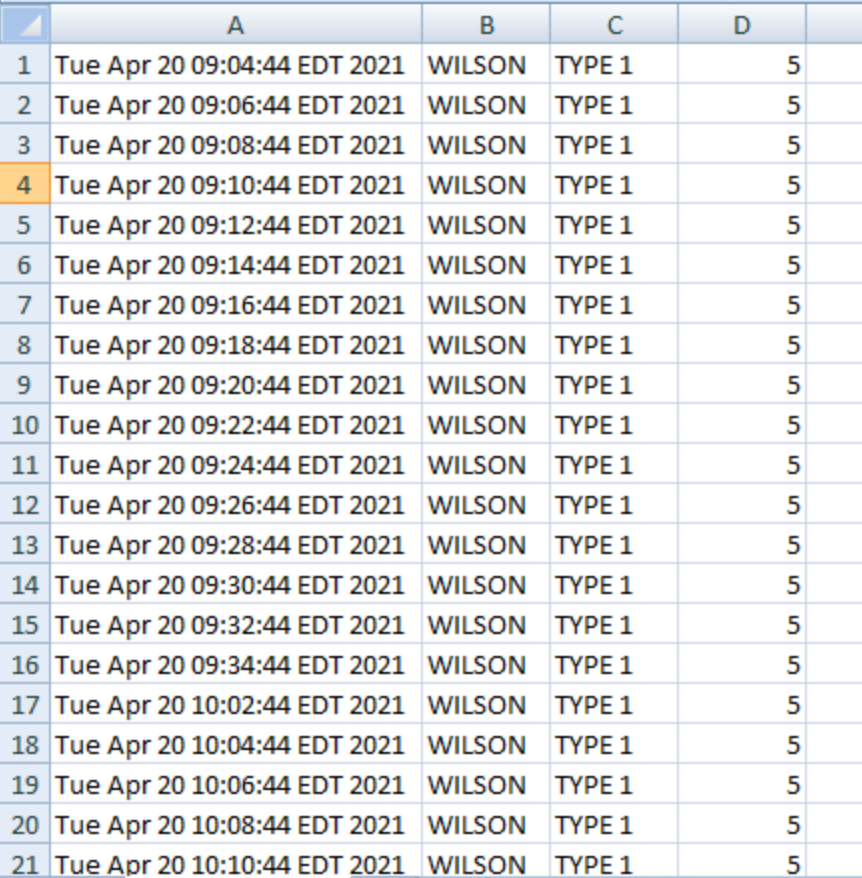 A B C D
1 Tue Apr 20 09:04:44 EDT 2021 WILSON TYPE 1 5
2 Tue Apr 20 09:06:44 EDT 2021 WILSON TYPE 1 5
3 Tue Apr 20 09:08:44 EDT 2021 WILSON TYPE 1 5
4 Tue Apr 20 09:10:44 EDT 2021 WILSON TYPE 1 5
5 Tue Apr 20 09:12:44 EDT 2021 WILSON TYPE 1 5
6 Tue Apr 20 09:14:44 EDT 2021 WILSON TYPE 1 5
7 Tue Apr 20 09:16:44 EDT 2021 WILSON TYPE 1 5
8 Tue Apr 20 09:18:44 EDT 2021 WILSON TYPE 1 5
9 Tue Apr 20 09:20:44 EDT 2021 WILSON TYPE 1 5
10 Tue Apr 20 09:22:44 EDT 2021 WILSON TYPE 1 5
11 Tue Apr 20 09:24:44 EDT 2021 WILSON TYPE 1 5
12 Tue Apr 20 09:26:44 EDT 2021 WILSON TYPE 1 5
13 Tue Apr 20 09:28:44 EDT 2021 WILSON TYPE 1 5
14 Tue Apr 20 09:30:44 EDT 2021 WILSON TYPE 1 5
15 Tue Apr 20 09:32:44 EDT 2021 WILSON TYPE 1 5
16 Tue Apr 20 09:34:44 EDT 2021 WILSON TYPE 1 5
17 Tue Apr 20 10:02:44 EDT 2021 WILSON TYPE 1 5
18 Tue Apr 20 10:04:44 EDT 2021 WILSON TYPE 1 5
19 Tue Apr 20 10:06:44 EDT 2021 WILSON TYPE 1 5
20 Tue Apr 20 10:08:44 EDT 2021 WILSON TYPE 1 5
21 Tue Apr 20 10:10:44 EDT 2021 WILSON TYPE 1 5